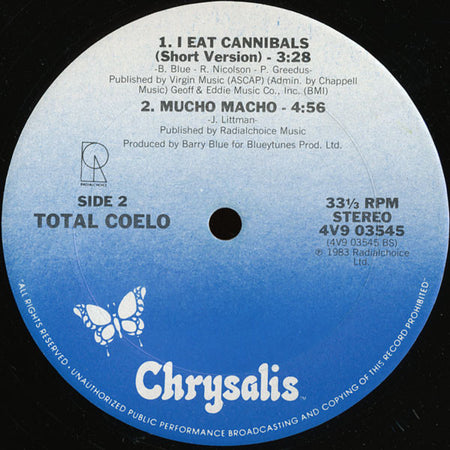 1. I EAT CANNIBALS
(Short Version) - 3:28
-B. Blue - R. Nicolson - P. Greedus-
Published by Virgin Music (ASCAP) (Admin. by Chappell
Music) Geoff & Eddie Music Co., Inc. (BMI)
2. MUCHO MACHO - 4:56
-J. Littman-
Published by Radialchoice Music
Produced by Barry Blue for Blueytunes Prod. Ltd.
RADIALCHOICE
SIDE 2
TOTAL COELO
33⅓ RPM
STEREO
4V9 03545
(4V9 03545 BS)
℗ 1983 Radialchoice
Ltd.
Chrysalis™
ALL RIGHTS RESERVED - UNAUTHORIZED PUBLIC PERFORMANCE BROADCASTING AND COPYING OF THIS RECORD PROHIBITED